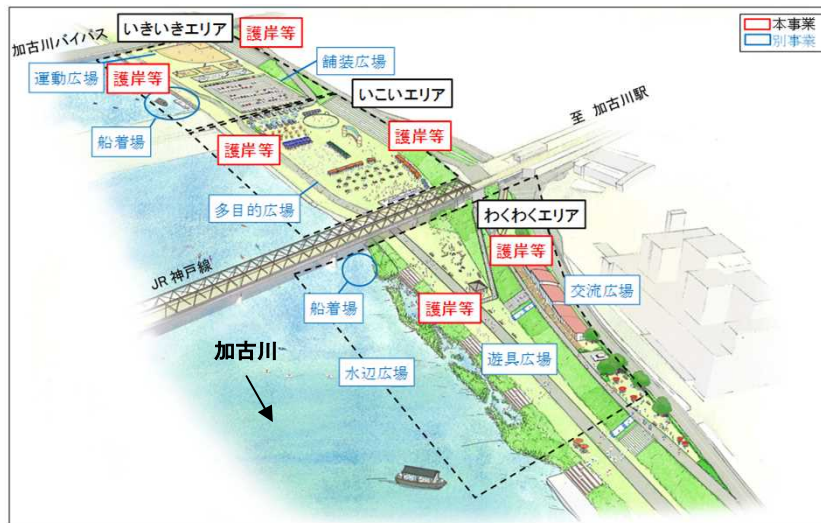 本事業
別事業
加古川バイパス
いきいきエリア
護岸等
舗装広場
運動広場
護岸等
いこいエリア
船着場
護岸等
護岸等
至 加古川駅
多目的広場
わくわくエリア
護岸等
JR 神戸線
船着場
護岸等
交流広場
加古川
水辺広場
遊具広場